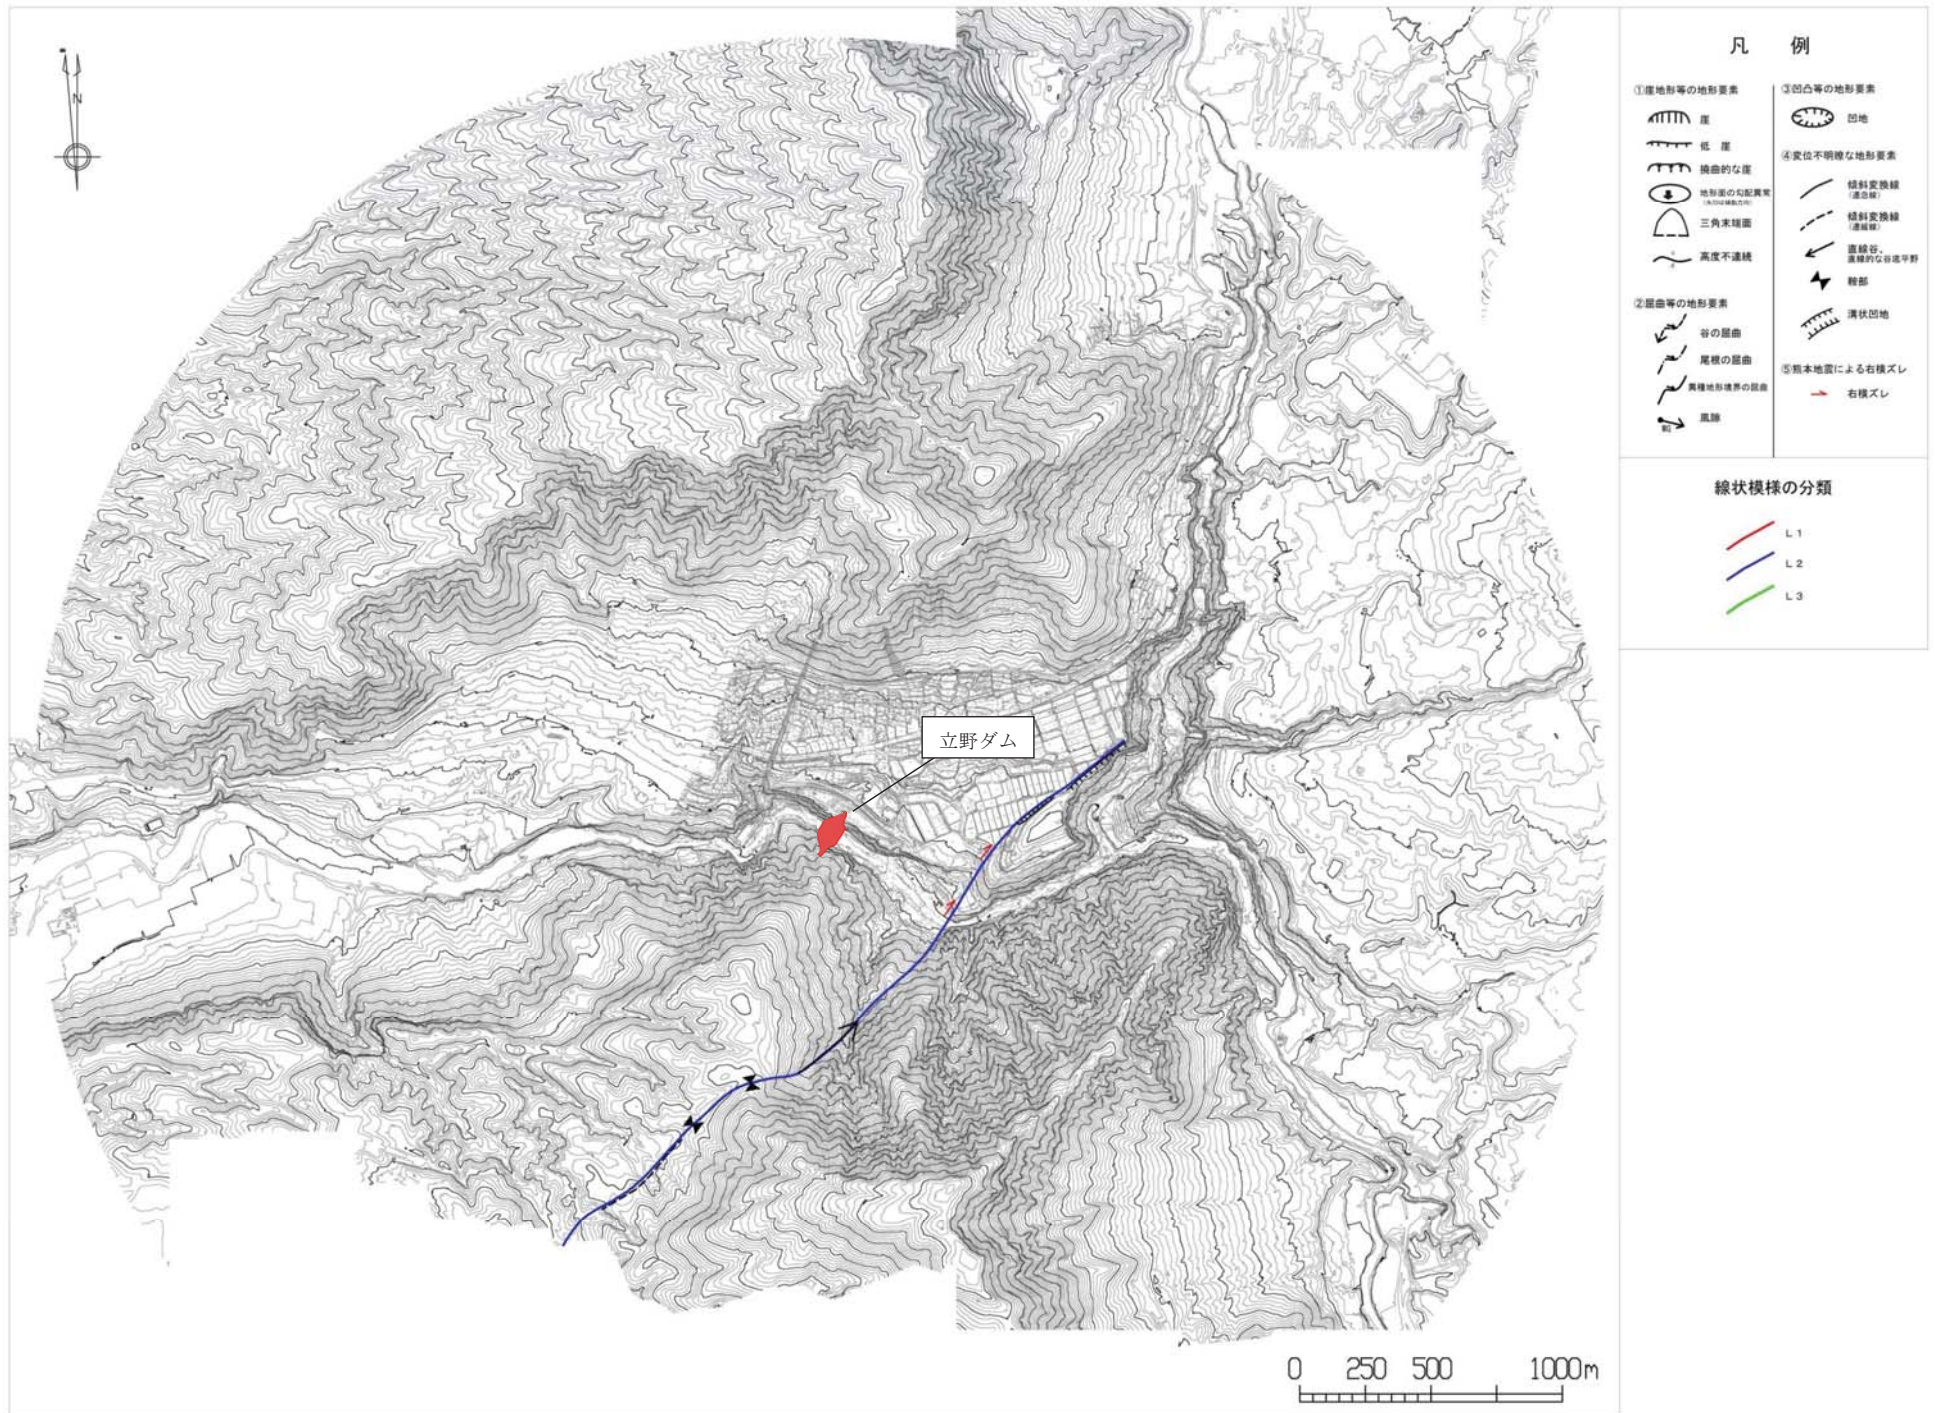 N
立野ダム
0 250 500 1000m
凡 例
①崖地形等の地形要素
崖
低 崖
撓曲的な崖
地形面の勾配異常
三角末端面
高度不連続
②屈曲等の地形要素
谷の屈曲
尾根の屈曲
異種地形境界の屈曲
風隙
③凹凸等の地形要素
凹地
④変位不明瞭な地形要素
傾斜変換線
傾斜変換線
直線谷、
直線的な谷底平野
鞍部
溝状凹地
⑤熊本地震による右横ズレ
右横ズレ
線状模様の分類
L 1
L 2
L 3